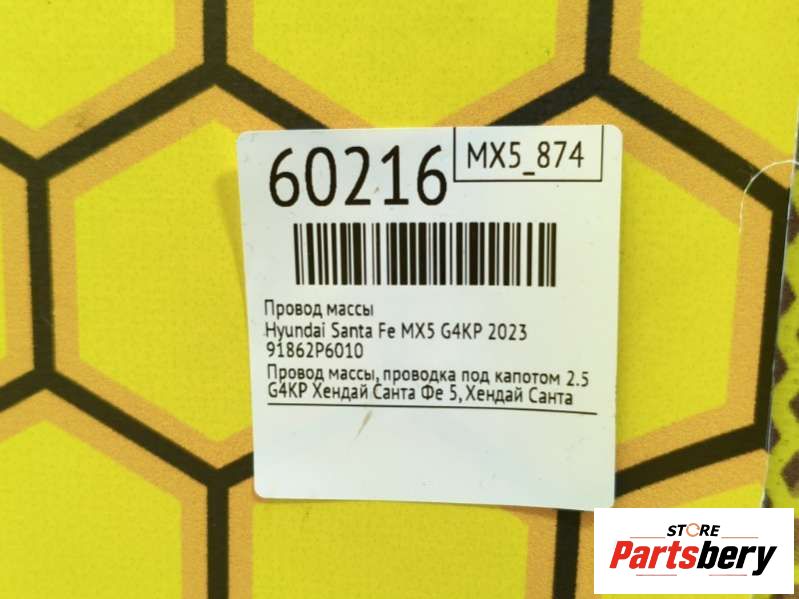 60216
MX5_874
Провод массы
Hyundai Santa Fe MX5 G4KP 2023
91862P6010
Провод массы, проводка под капотом 2.5
G4KP Хендай Санта Фе 5, Хендай Санта
STORE
Partsbery